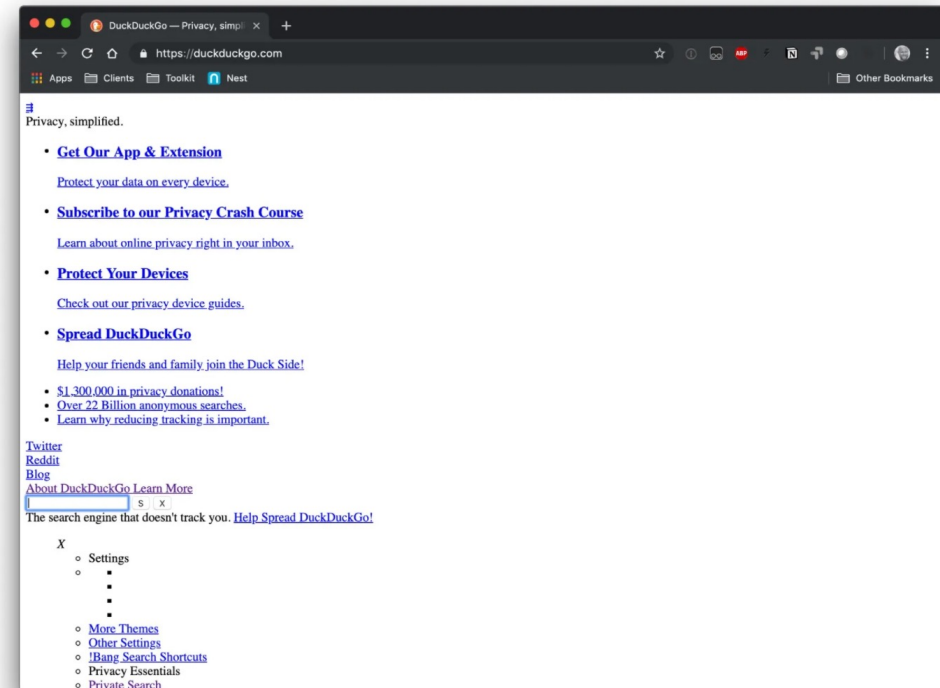 DuckDuckGo — Privacy, simpl
https://duckduckgo.com
ABP
Apps Clients Toolkit Nest Other Bookmarks
Privacy, simplified.
Get Our App & Extension
Protect your data on every device.
Subscribe to our Privacy Crash Course
Learn about online privacy right in your inbox.
Protect Your Devices
Check out our privacy device guides.
Spread DuckDuckGo
Help your friends and family join the Duck Side!
$1,300,000 in privacy donations!
Over 22 Billion anonymous searches.
Learn why reducing tracking is important.
Twitter
Reddit
Blog
About DuckDuckGo Learn More
S X
The search engine that doesn't track you. Help Spread DuckDuckGo!
X
Settings
More Themes
Other Settings
!Bang Search Shortcuts
Privacy Essentials
Private Search